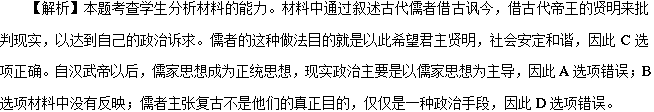 【解析】本题考查学生分析材料的能力。材料中通过叙述古代儒者借古讽今，借古代帝王的贤明来批
判现实，以达到自己的政治诉求。儒者的这种做法目的就是以此希望君主贤明，社会安定和谐，因此 C 选
项正确。自汉武帝以后，儒家思想成为正统思想，现实政治主要是以儒家思想为主导，因此 A 选项错误；B
选项材料中没有反映；儒者主张复古不是他们的真正目的，仅仅是一种政治手段，因此 D 选项错误。